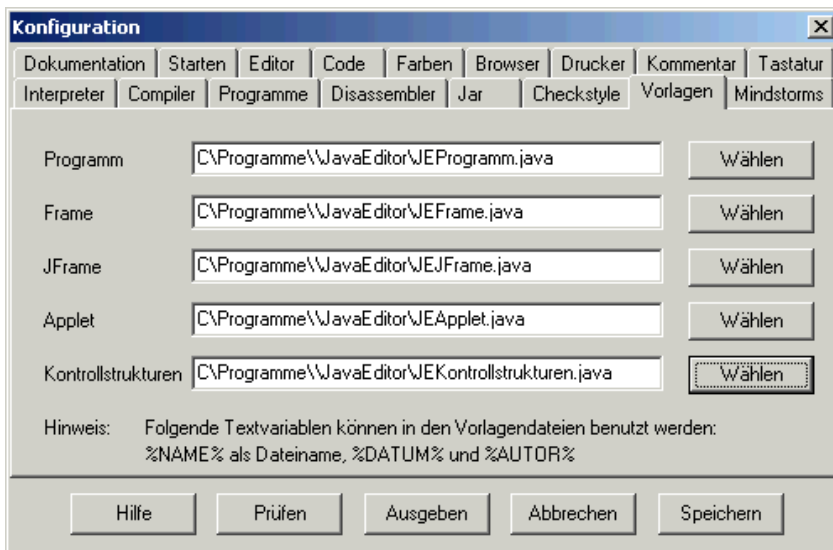 Konfiguration
Dokumentation Starten Editor Code Farben Browser Drucker Kommentar Tastatur
Interpreter Compiler Programme Disassembler Jar Checkstyle Vorlagen Mindstorms
Programm C\Programme\\JavaEditor\JEProgramm.java Wählen
Frame C\Programme\\JavaEditor\JEFrame.java Wählen
JFrame C\Programme\\JavaEditor\JEJFrame.java Wählen
Applet C\Programme\\JavaEditor\JEApplet.java Wählen
Kontrollstrukturen C\Programme\\JavaEditor\JEKontrollstrukturen.java Wählen
Hinweis: Folgende Textvariablen können in den Vorlagendateien benutzt werden:
%NAME% als Dateiname, %DATUM% und %AUTOR%
Hilfe Prüfen Ausgeben Abbrechen Speichern